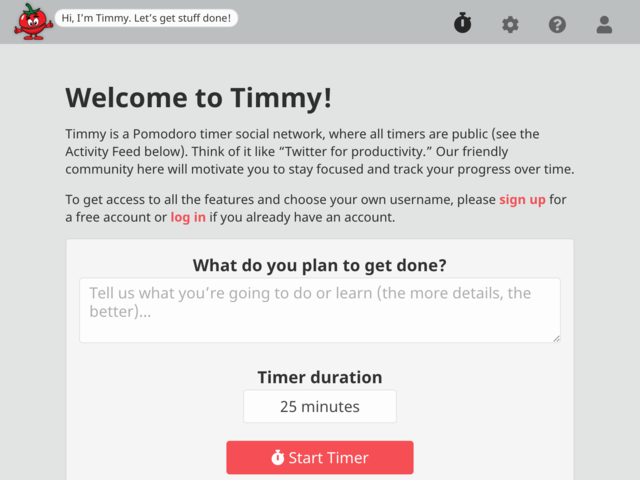 Hi, I’m Timmy. Let’s get stuff done!
Welcome to Timmy!
Timmy is a Pomodoro timer social network, where all timers are public (see the
Activity Feed below). Think of it like “Twitter for productivity.” Our friendly
community here will motivate you to stay focused and track your progress over time.
To get access to all the features and choose your own username, please sign up for
a free account or log in if you already have an account.
What do you plan to get done?
Tell us what you’re going to do or learn (the more details, the
better)...
Timer duration
25 minutes
Start Timer